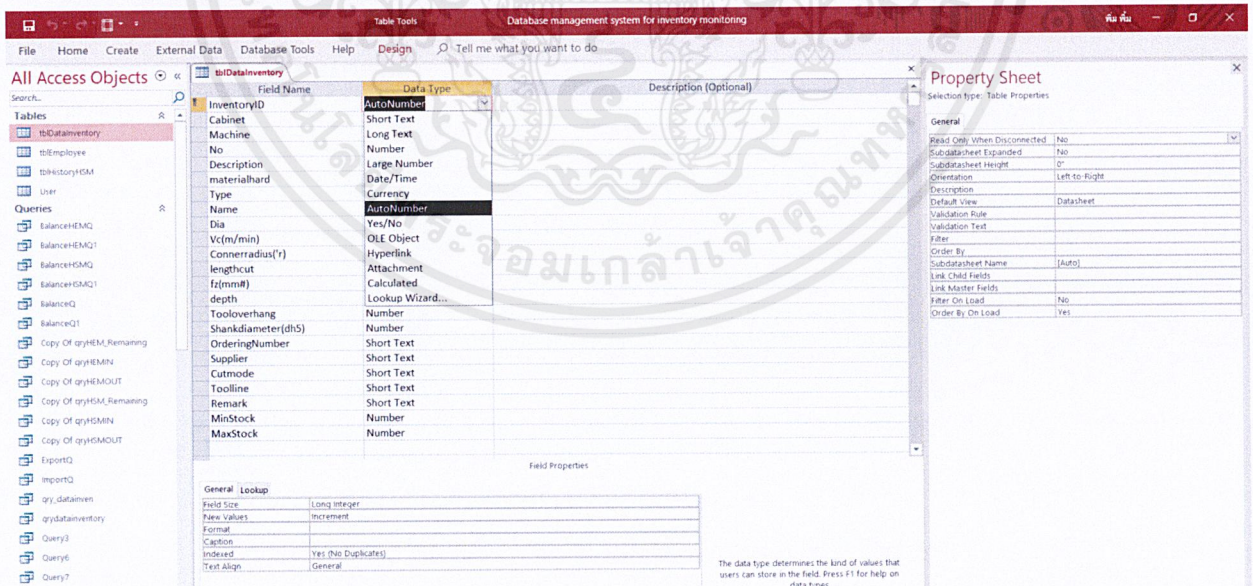 Table Tools
Database management system for inventory monitoring
พิม พิ้ม
File Home Create External Data Database Tools Help Design Tell me what you want to do
All Access Objects
Search...
Tables
tblDataInventory
tblEmployee
tblHistoryHSM
User
Queries
BalanceHEMQ
BalanceHEMQ1
BalanceHSMQ
BalanceHSMQ1
BalanceQ
BalanceQ1
Copy Of qryHEM_Remaining
Copy Of qryHEMIN
Copy Of qryHEMOUT
Copy Of qryHSM_Remaining
Copy Of qryHSMIN
Copy Of qryHSMOUT
ExportQ
ImportQ
qry_datainven
qrydatainventory
Query3
Query6
Query7
tblDataInventory
Field Name Data Type Description (Optional)
InventoryID AutoNumber
Cabinet Short Text
Machine Long Text
No Number
Description Large Number
materialhard Date/Time
Type Currency
Name AutoNumber
Dia Yes/No
Vc(m/min) OLE Object
Connerradius('r) Hyperlink
lengthcut Attachment
fz(mm#) Calculated
depth Lookup Wizard...
Tooloverhang Number
Shankdiameter(dh5) Number
OrderingNumber Short Text
Supplier Short Text
Cutmode Short Text
Toolline Short Text
Remark Short Text
MinStock Number
MaxStock Number
Field Properties
General Lookup
Field Size Long Integer
New Values Increment
Format
Caption
Indexed Yes (No Duplicates)
Text Align General
The data type determines the kind of values that
users can store in the field. Press F1 for help on
data types.
Property Sheet
Selection type: Table Properties
General
Read Only When Disconnected No
Subdatasheet Expanded No
Subdatasheet Height 0"
Orientation Left-to-Right
Description
Default View Datasheet
Validation Rule
Validation Text
Filter
Order By
Subdatasheet Name [Auto]
Link Child Fields
Link Master Fields
Filter On Load No
Order By On Load Yes